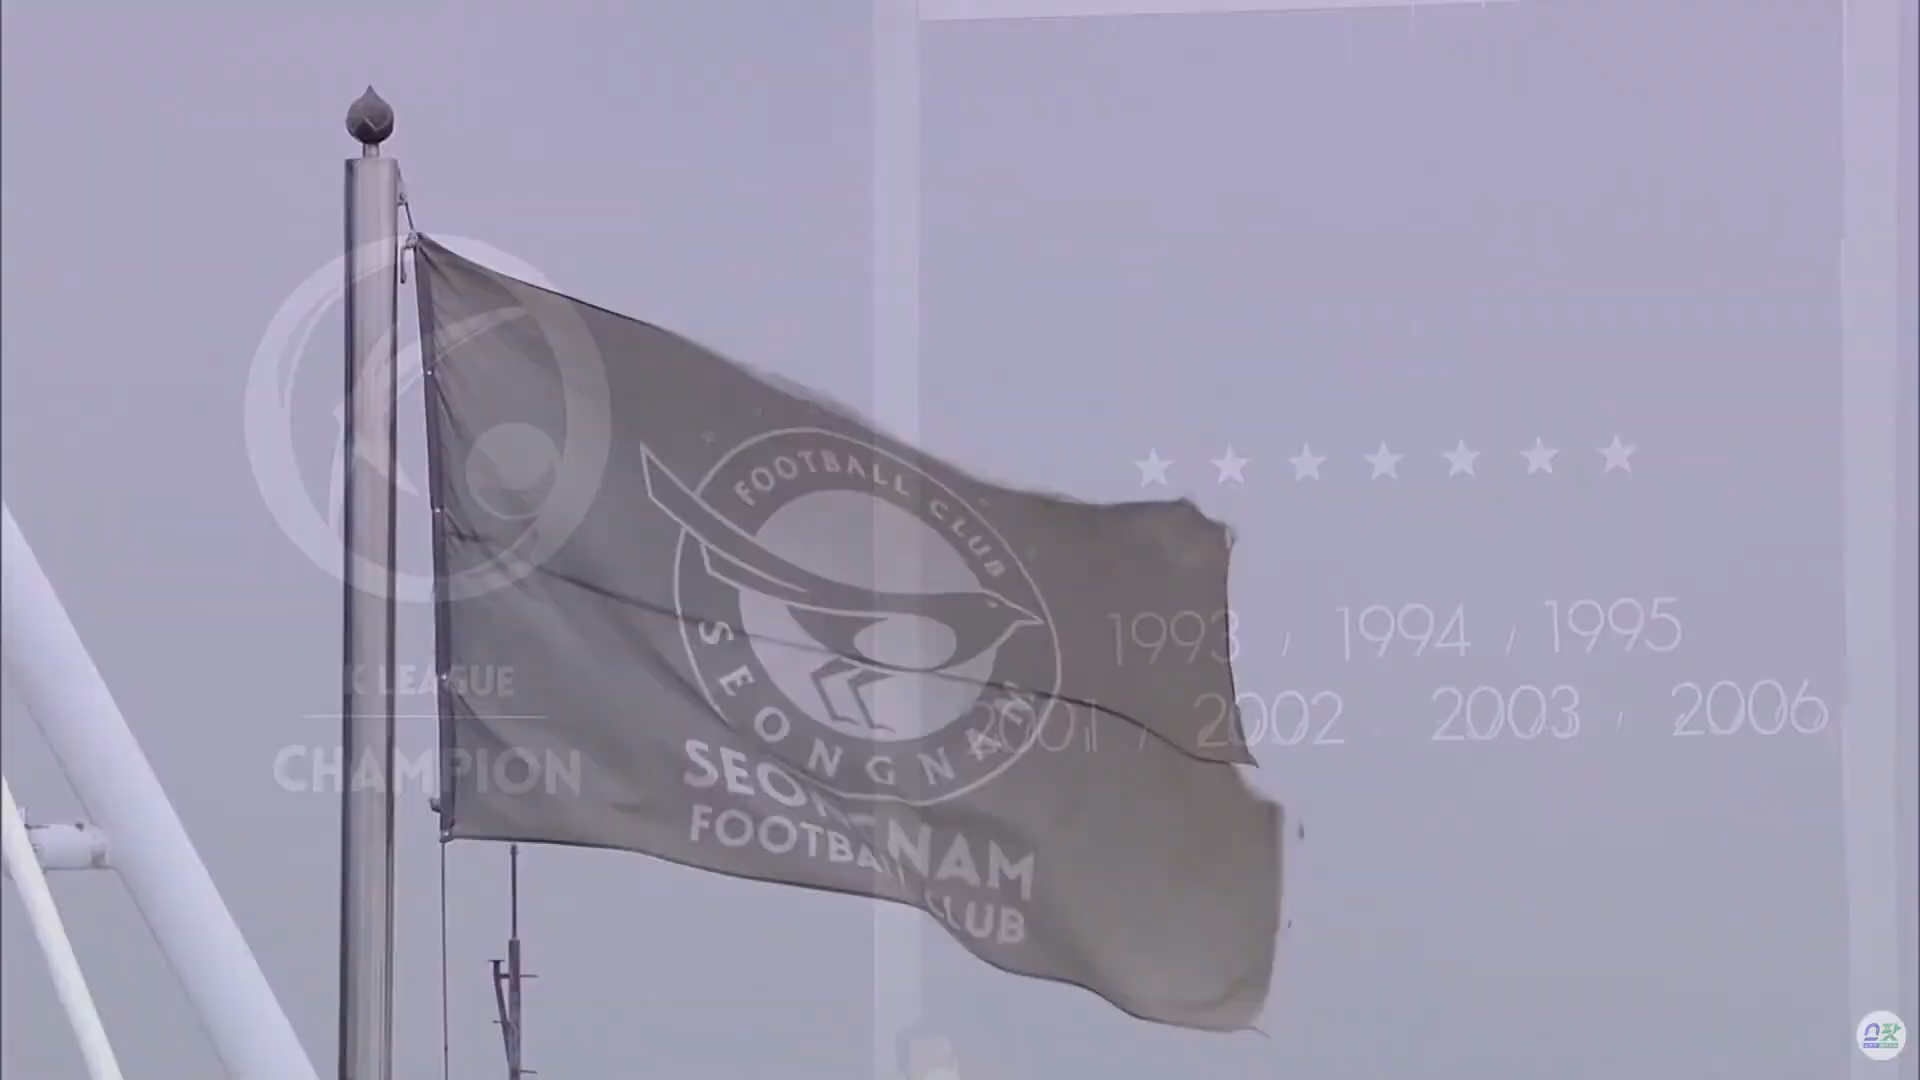 FOOTBALL CLUB
SEONGNAM
SEONGNAM
FOOTBALL CLUB
K LEAGUE
CHAMPION
1993 / 1994 / 1995
2001 / 2002 2003 , 2006